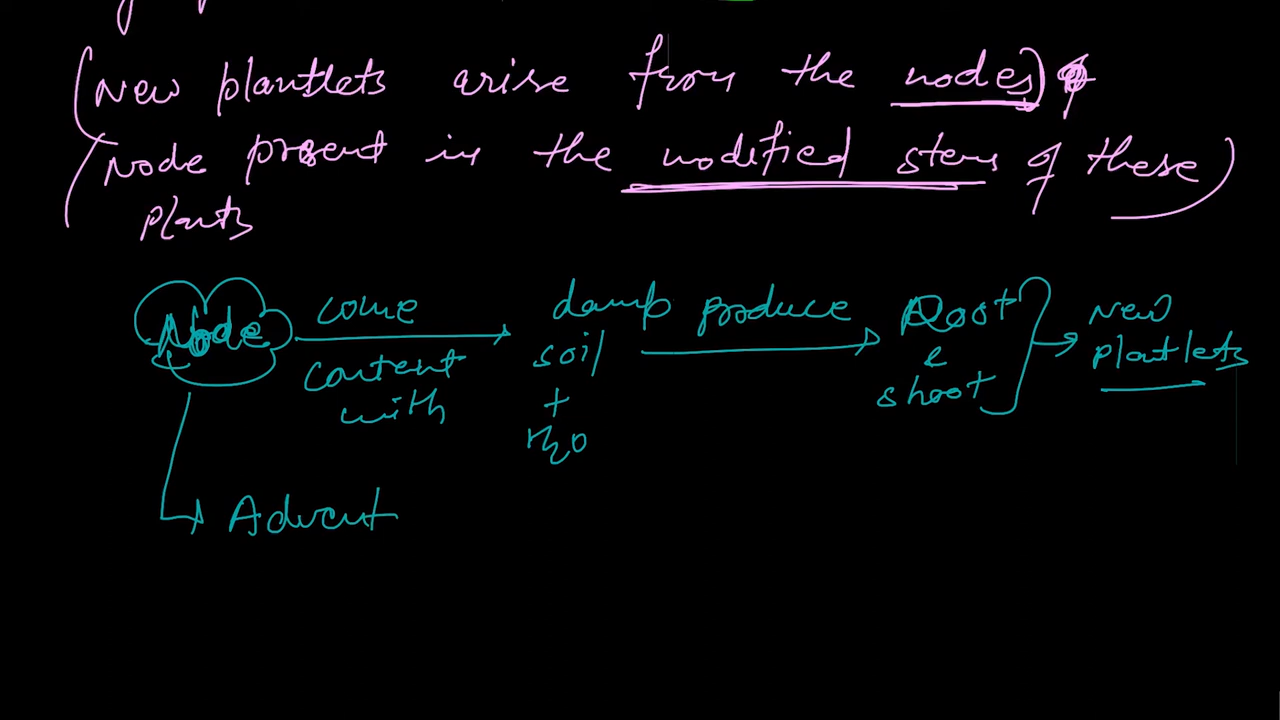 (New plantlets arise from the nodes)
(Node present in the modified stem of these)
plants
Node come content with damp soil + H2O produce Root & shoot } New plantlets
Advent